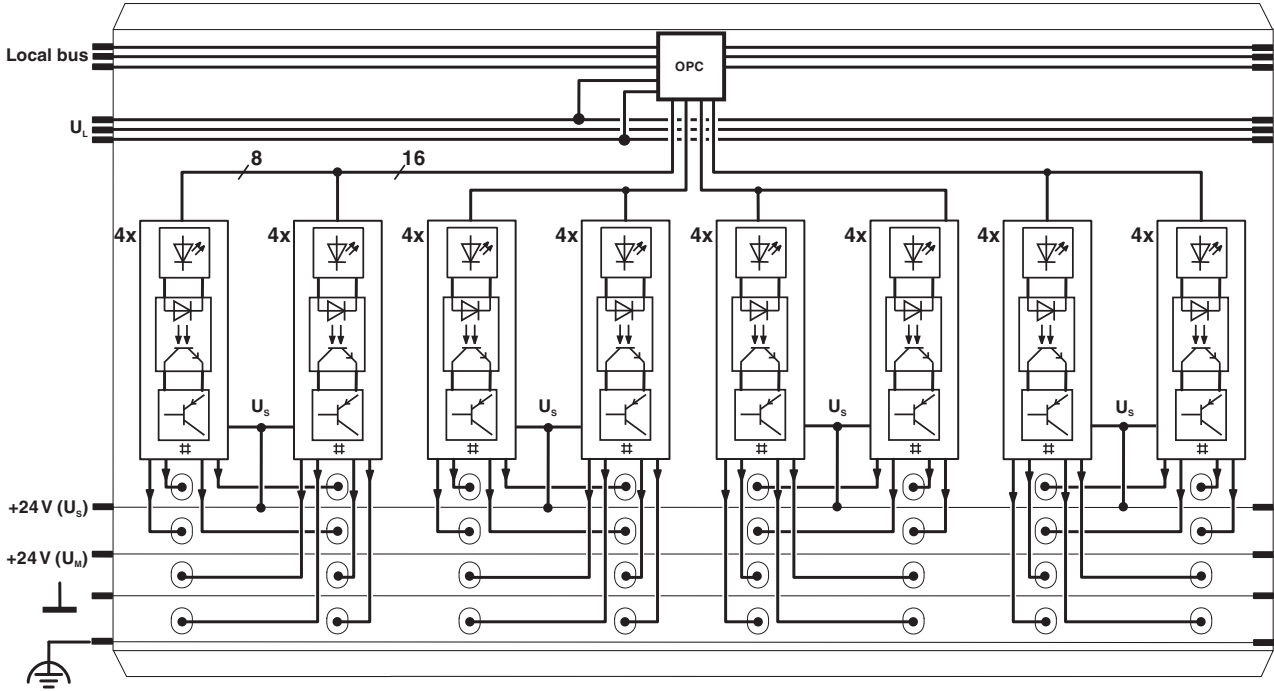 Local bus
OPC
UL
8
16
4x 4x 4x 4x 4x 4x 4x 4x
US US US US
# # # # # # # #
+24 V (US)
+24 V (UM)